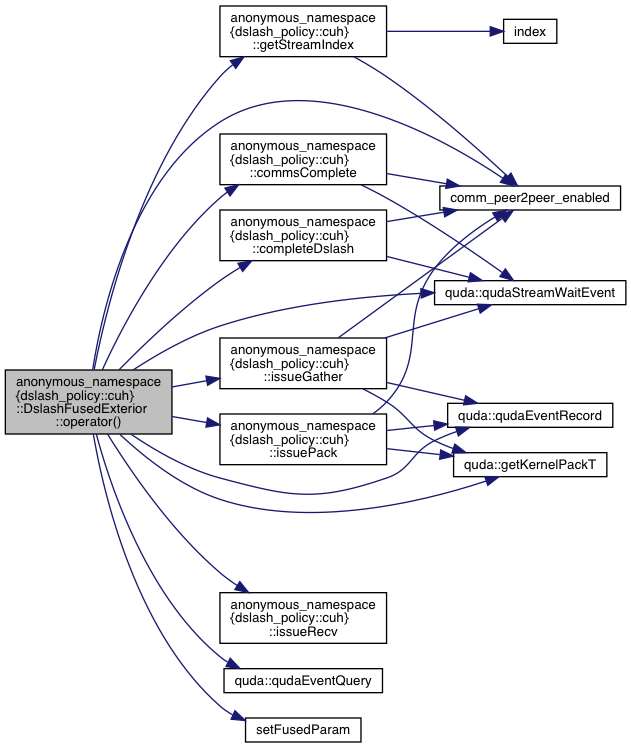 anonymous_namespace
{dslash_policy::cuh}
::getStreamIndex
index
anonymous_namespace
{dslash_policy::cuh}
::commsComplete
comm_peer2peer_enabled
anonymous_namespace
{dslash_policy::cuh}
::completeDslash
quda::qudaStreamWaitEvent
anonymous_namespace
{dslash_policy::cuh}
::issueGather
anonymous_namespace
{dslash_policy::cuh}
::DslashFusedExterior
::operator()
quda::qudaEventRecord
anonymous_namespace
{dslash_policy::cuh}
::issuePack
quda::getKernelPackT
anonymous_namespace
{dslash_policy::cuh}
::issueRecv
quda::qudaEventQuery
setFusedParam